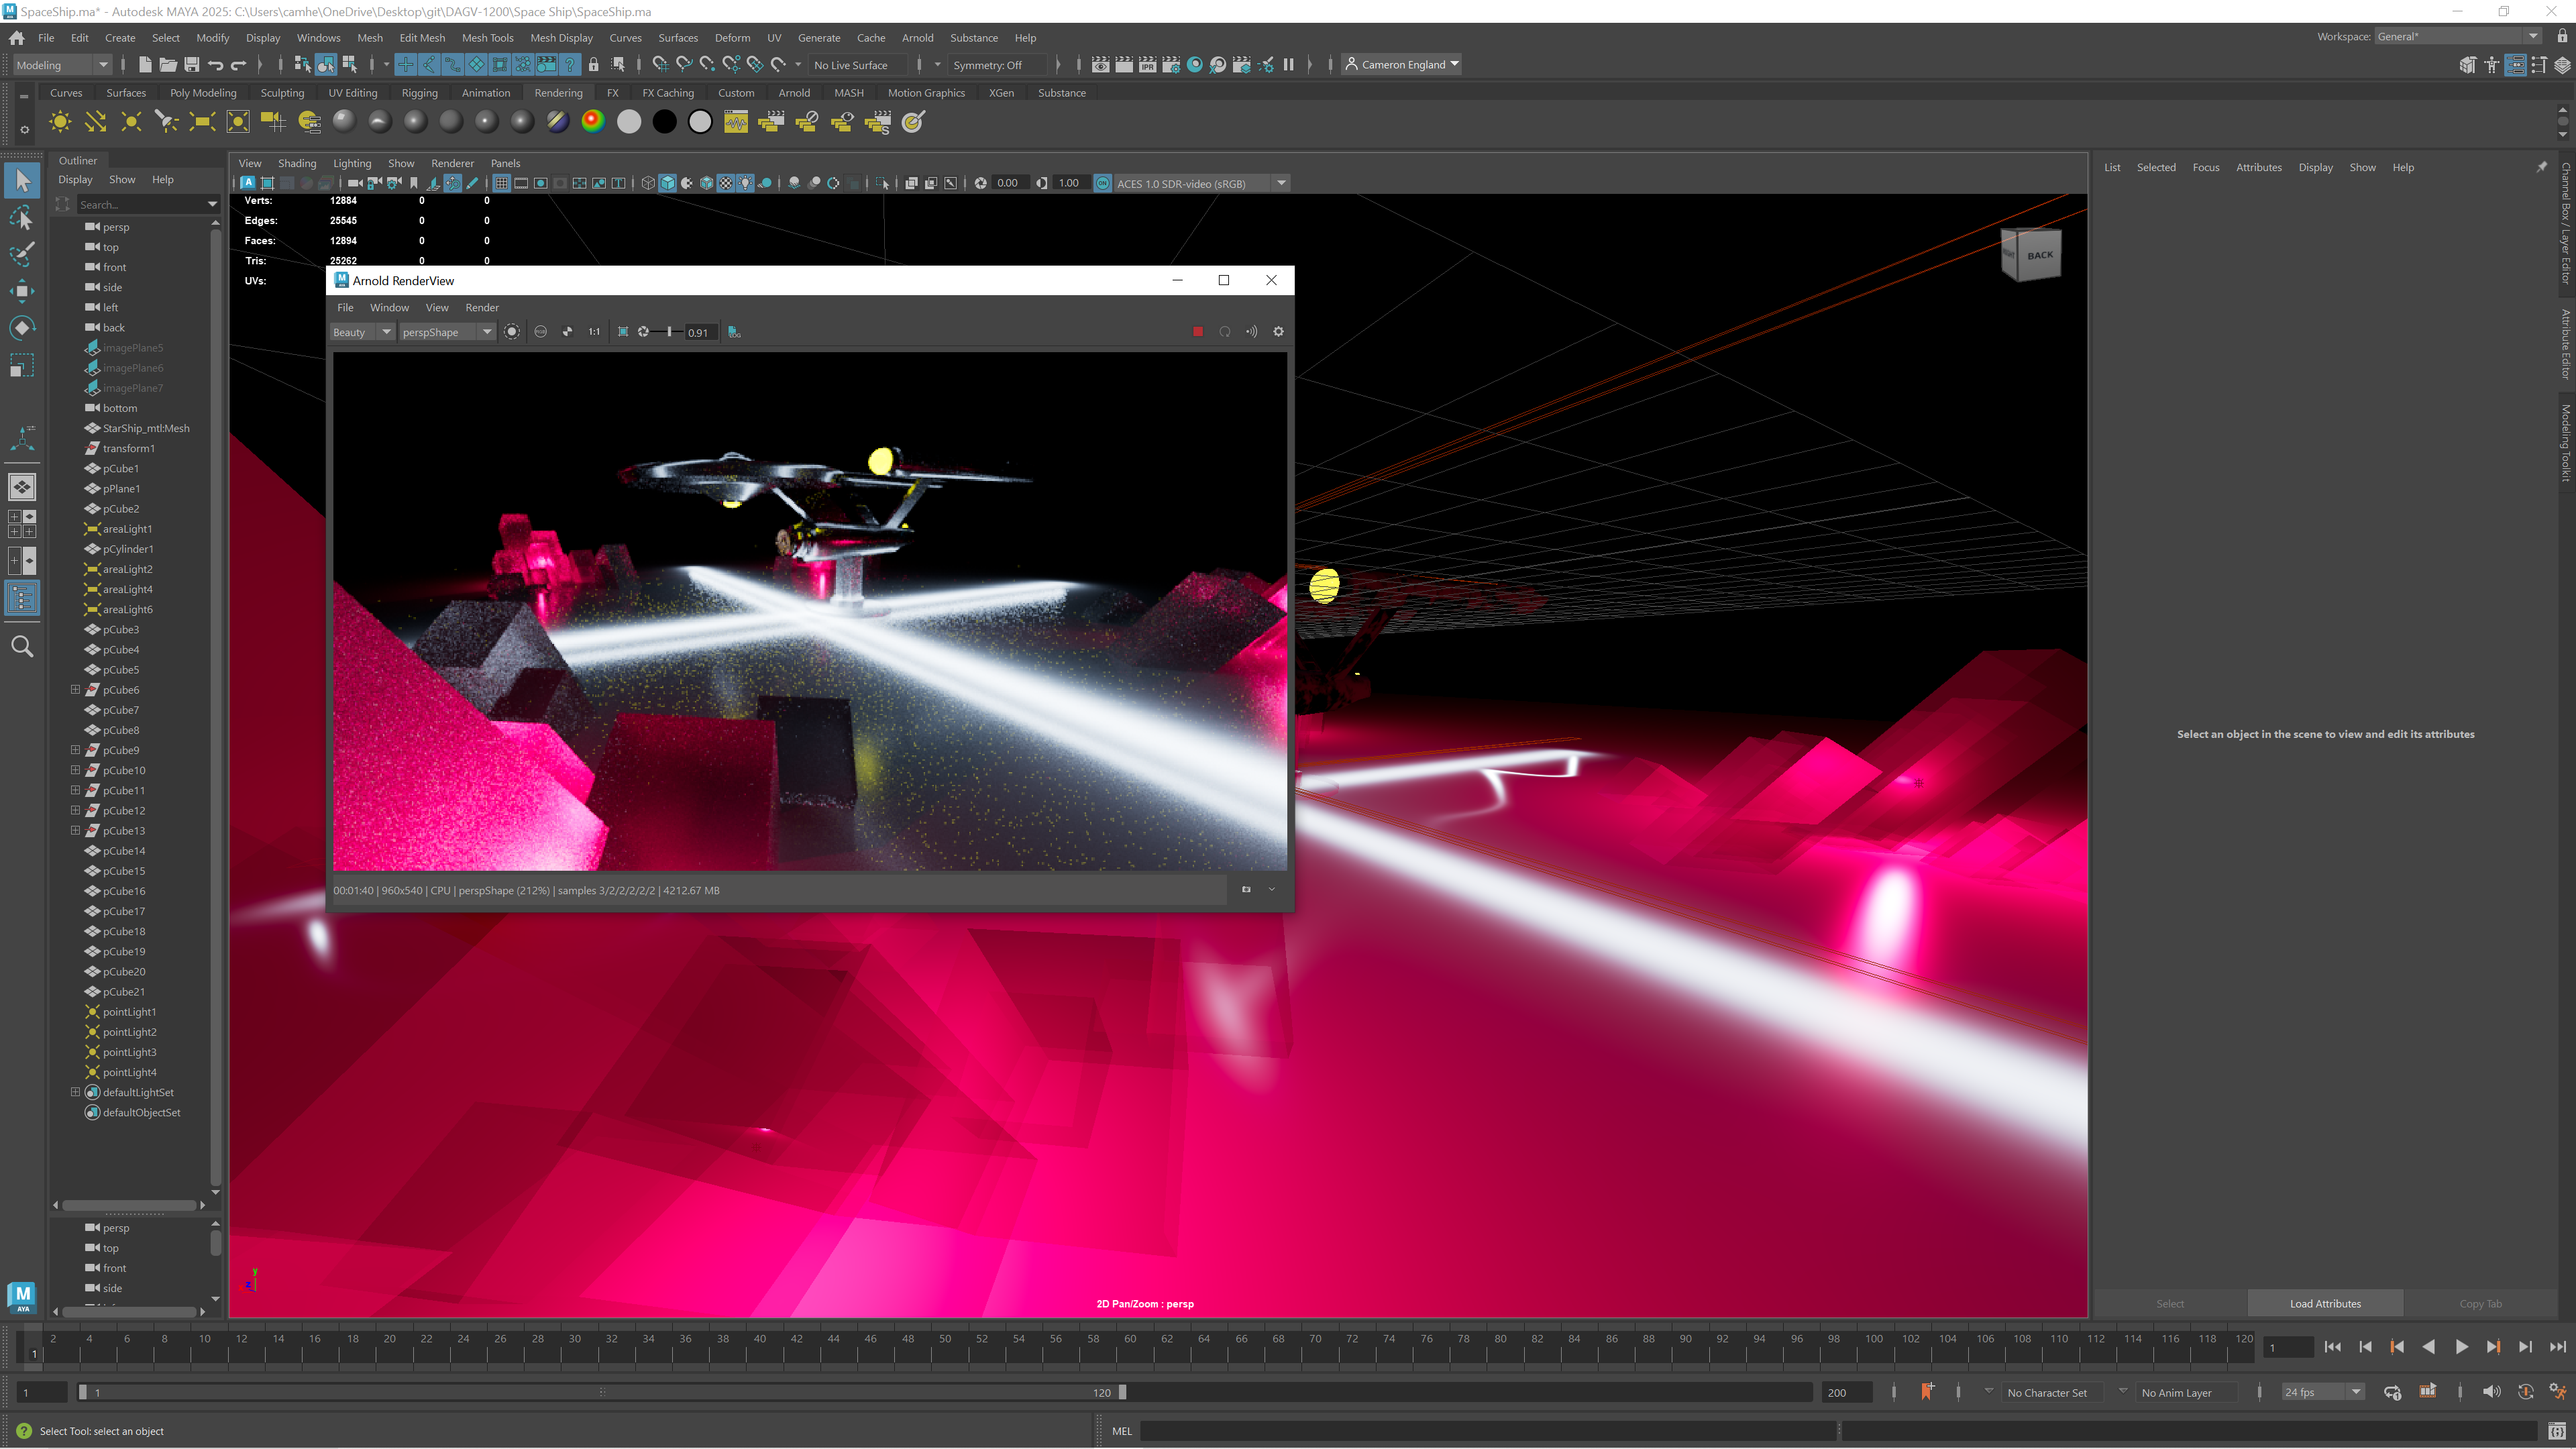 SpaceShip.ma* - Autodesk MAYA 2025: C:\Users\camhe\OneDrive\Desktop\git\DAGV-1200\Space Ship\SpaceShip.ma
File Edit Create Select Modify Display Windows Mesh Edit Mesh Mesh Tools Mesh Display Curves Surfaces Deform UV Generate Cache Arnold Substance Help
Workspace: General*
Modeling No Live Surface Symmetry: Off IPR Cameron England
Curves Surfaces Poly Modeling Sculpting UV Editing Rigging Animation Rendering FX FX Caching Custom Arnold MASH Motion Graphics XGen Substance
Outliner
Display Show Help
Search...
persp
top
front
side
left
back
imagePlane5
imagePlane6
imagePlane7
bottom
StarShip_mtl:Mesh
transform1
pCube1
pPlane1
pCube2
areaLight1
pCylinder1
areaLight2
areaLight4
areaLight6
pCube3
pCube4
pCube5
pCube6
pCube7
pCube8
pCube9
pCube10
pCube11
pCube12
pCube13
pCube14
pCube15
pCube16
pCube17
pCube18
pCube19
pCube20
pCube21
pointLight1
pointLight2
pointLight3
pointLight4
defaultLightSet
defaultObjectSet
persp
top
front
side
View Shading Lighting Show Renderer Panels
0.00 1.00 ACES 1.0 SDR-video (sRGB)
Verts: 12884 0 0
Edges: 25545 0 0
Faces: 12894 0 0
Tris: 25262 0 0
UVs:
BACK
Arnold RenderView
File Window View Render
Beauty perspShape 1:1 0.91
00:01:40 | 960x540 | CPU | perspShape (212%) | samples 3/2/2/2/2/2 | 4212.67 MB
y
z
2D Pan/Zoom : persp
List Selected Focus Attributes Display Show Help
Select an object in the scene to view and edit its attributes
Select Load Attributes Copy Tab
Channel Box / Layer Editor
Attribute Editor
Modeling Toolkit
M
AYA
2 4 6 8 10 12 14 16 18 20 22 24 26 28 30 32 34 36 38 40 42 44 46 48 50 52 54 56 58 60 62 64 66 68 70 72 74 76 78 80 82 84 86 88 90 92 94 96 98 100 102 104 106 108 110 112 114 116 118 120
1 1
1 1 120 200 No Character Set No Anim Layer 24 fps
Select Tool: select an object
MEL